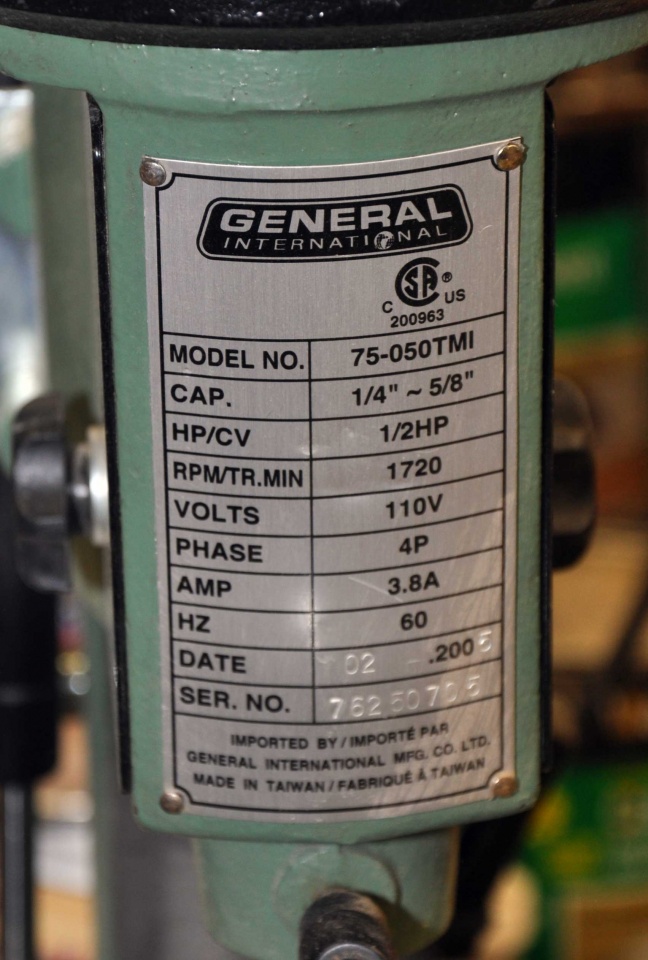 GENERAL
INTERNATIONAL
CSA ®
C US
200963
MODEL NO. 75-050TMI
CAP. 1/4" ~ 5/8"
HP/CV 1/2HP
RPM/TR.MIN 1720
VOLTS 110V
PHASE 4P
AMP 3.8A
HZ 60
DATE 02 .2005
SER. NO. 76250705
IMPORTED BY / IMPORTÉ PAR
GENERAL INTERNATIONAL MFG. CO. LTD.
MADE IN TAIWAN / FABRIQUÉ À TAIWAN